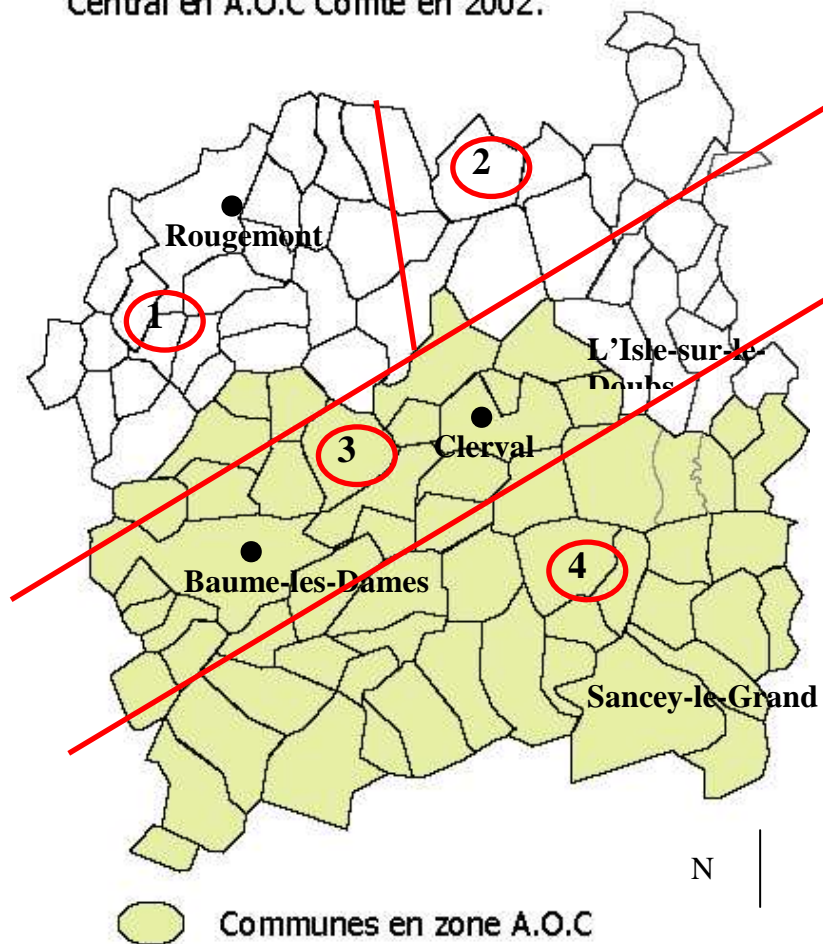 Central en A.O.C Comté en 2002.
2
Rougemont
1
L'Isle-sur-le-
Doubs
Clerval
3
Baume-les-Dames
4
Sancey-le-Grand
N
Communes en zone A.O.C